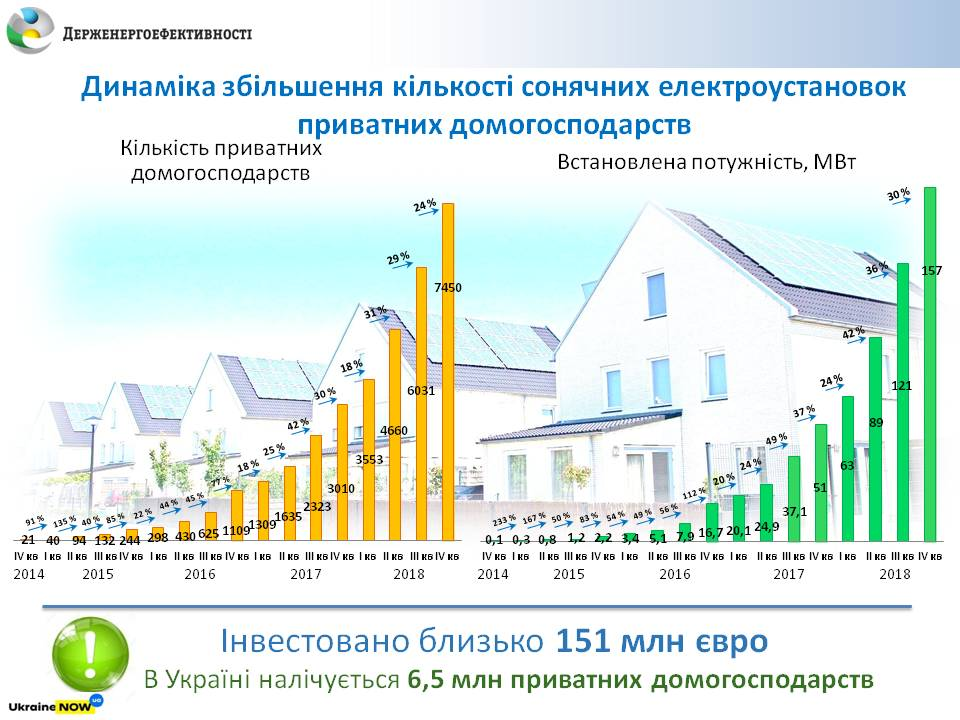 ДЕРЖЕНЕРГОЕФЕКТИВНОСТІ
Динаміка збільшення кількості сонячних електроустановок
приватних домогосподарств
Кількість приватних
домогосподарств
Встановлена потужність, МВт
91 % 135 % 40 % 85 % 22 % 44 % 45 % 77 % 18 % 25 % 42 % 30 % 18 % 31 % 29 % 24 %
21 40 94 132 244 298 430 625 1109 1309 1635 2323 3010 3553 4660 6031 7450
IV кв I кв II кв III кв IV кв I кв II кв III кв IV кв I кв II кв III кв IV кв I кв II кв III кв IV кв
2014 2015 2016 2017 2018
233 % 167 % 50 % 83 % 54 % 49 % 56 % 112 % 20 % 24 % 49 % 37 % 24 % 42 % 36 % 30 %
0,1 0,3 0,8 1,2 2,2 3,4 5,1 7,9 16,7 20,1 24,9 37,1 51 63 89 121 157
IV кв I кв II кв III кв IV кв I кв II кв III кв IV кв I кв II кв III кв IV кв I кв II кв III кв IV кв
2014 2015 2016 2017 2018
Інвестовано близько 151 млн євро
В Україні налічується 6,5 млн приватних домогосподарств
Ukraine NOW UA